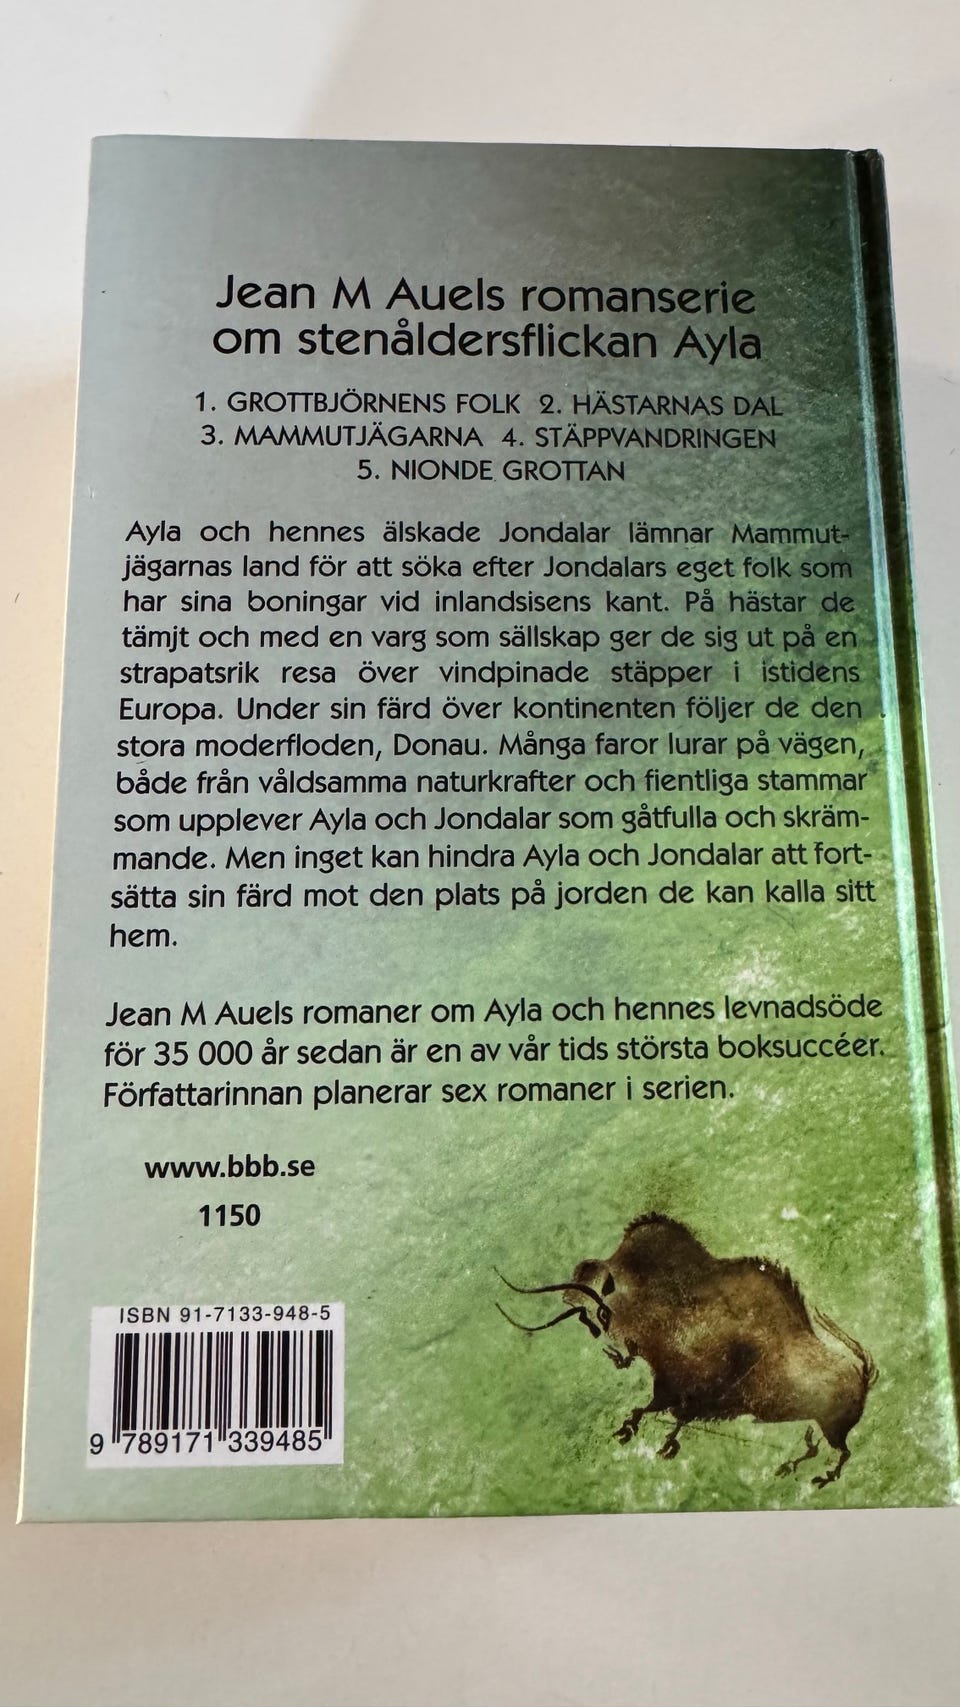 Jean M Auels romanserie
om stenåldersflickan Ayla
1. GROTTBJÖRNENS FOLK 2. HÄSTARNAS DAL
3. MAMMUTJÄGARNA 4. STÄPPVANDRINGEN
5. NIONDE GROTTAN
Ayla och hennes älskade Jondalar lämnar Mammut-
jägarnas land för att söka efter Jondalars eget folk som
har sina boningar vid inlandsisens kant. På hästar de
tämjt och med en varg som sällskap ger de sig ut på en
strapatsrik resa över vindpinade stäpper i istidens
Europa. Under sin färd över kontinenten följer de den
stora moderfloden, Donau. Många faror lurar på vägen,
både från våldsamma naturkrafter och fientliga stammar
som upplever Ayla och Jondalar som gåtfulla och skräm-
mande. Men inget kan hindra Ayla och Jondalar att fort-
sätta sin färd mot den plats på jorden de kan kalla sitt
hem.
Jean M Auels romaner om Ayla och hennes levnadsöde
för 35 000 år sedan är en av vår tids största boksuccéer.
Författarinnan planerar sex romaner i serien.
www.bbb.se
1150
ISBN 91-7133-948-5
9 789171 339485